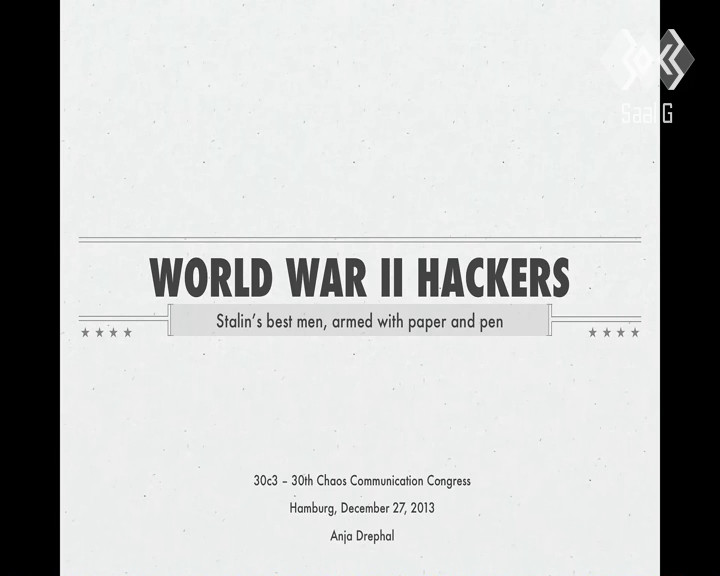 Saal G
WORLD WAR II HACKERS
Stalin's best men, armed with paper and pen
30c3 – 30th Chaos Communication Congress
Hamburg, December 27, 2013
Anja Drephal